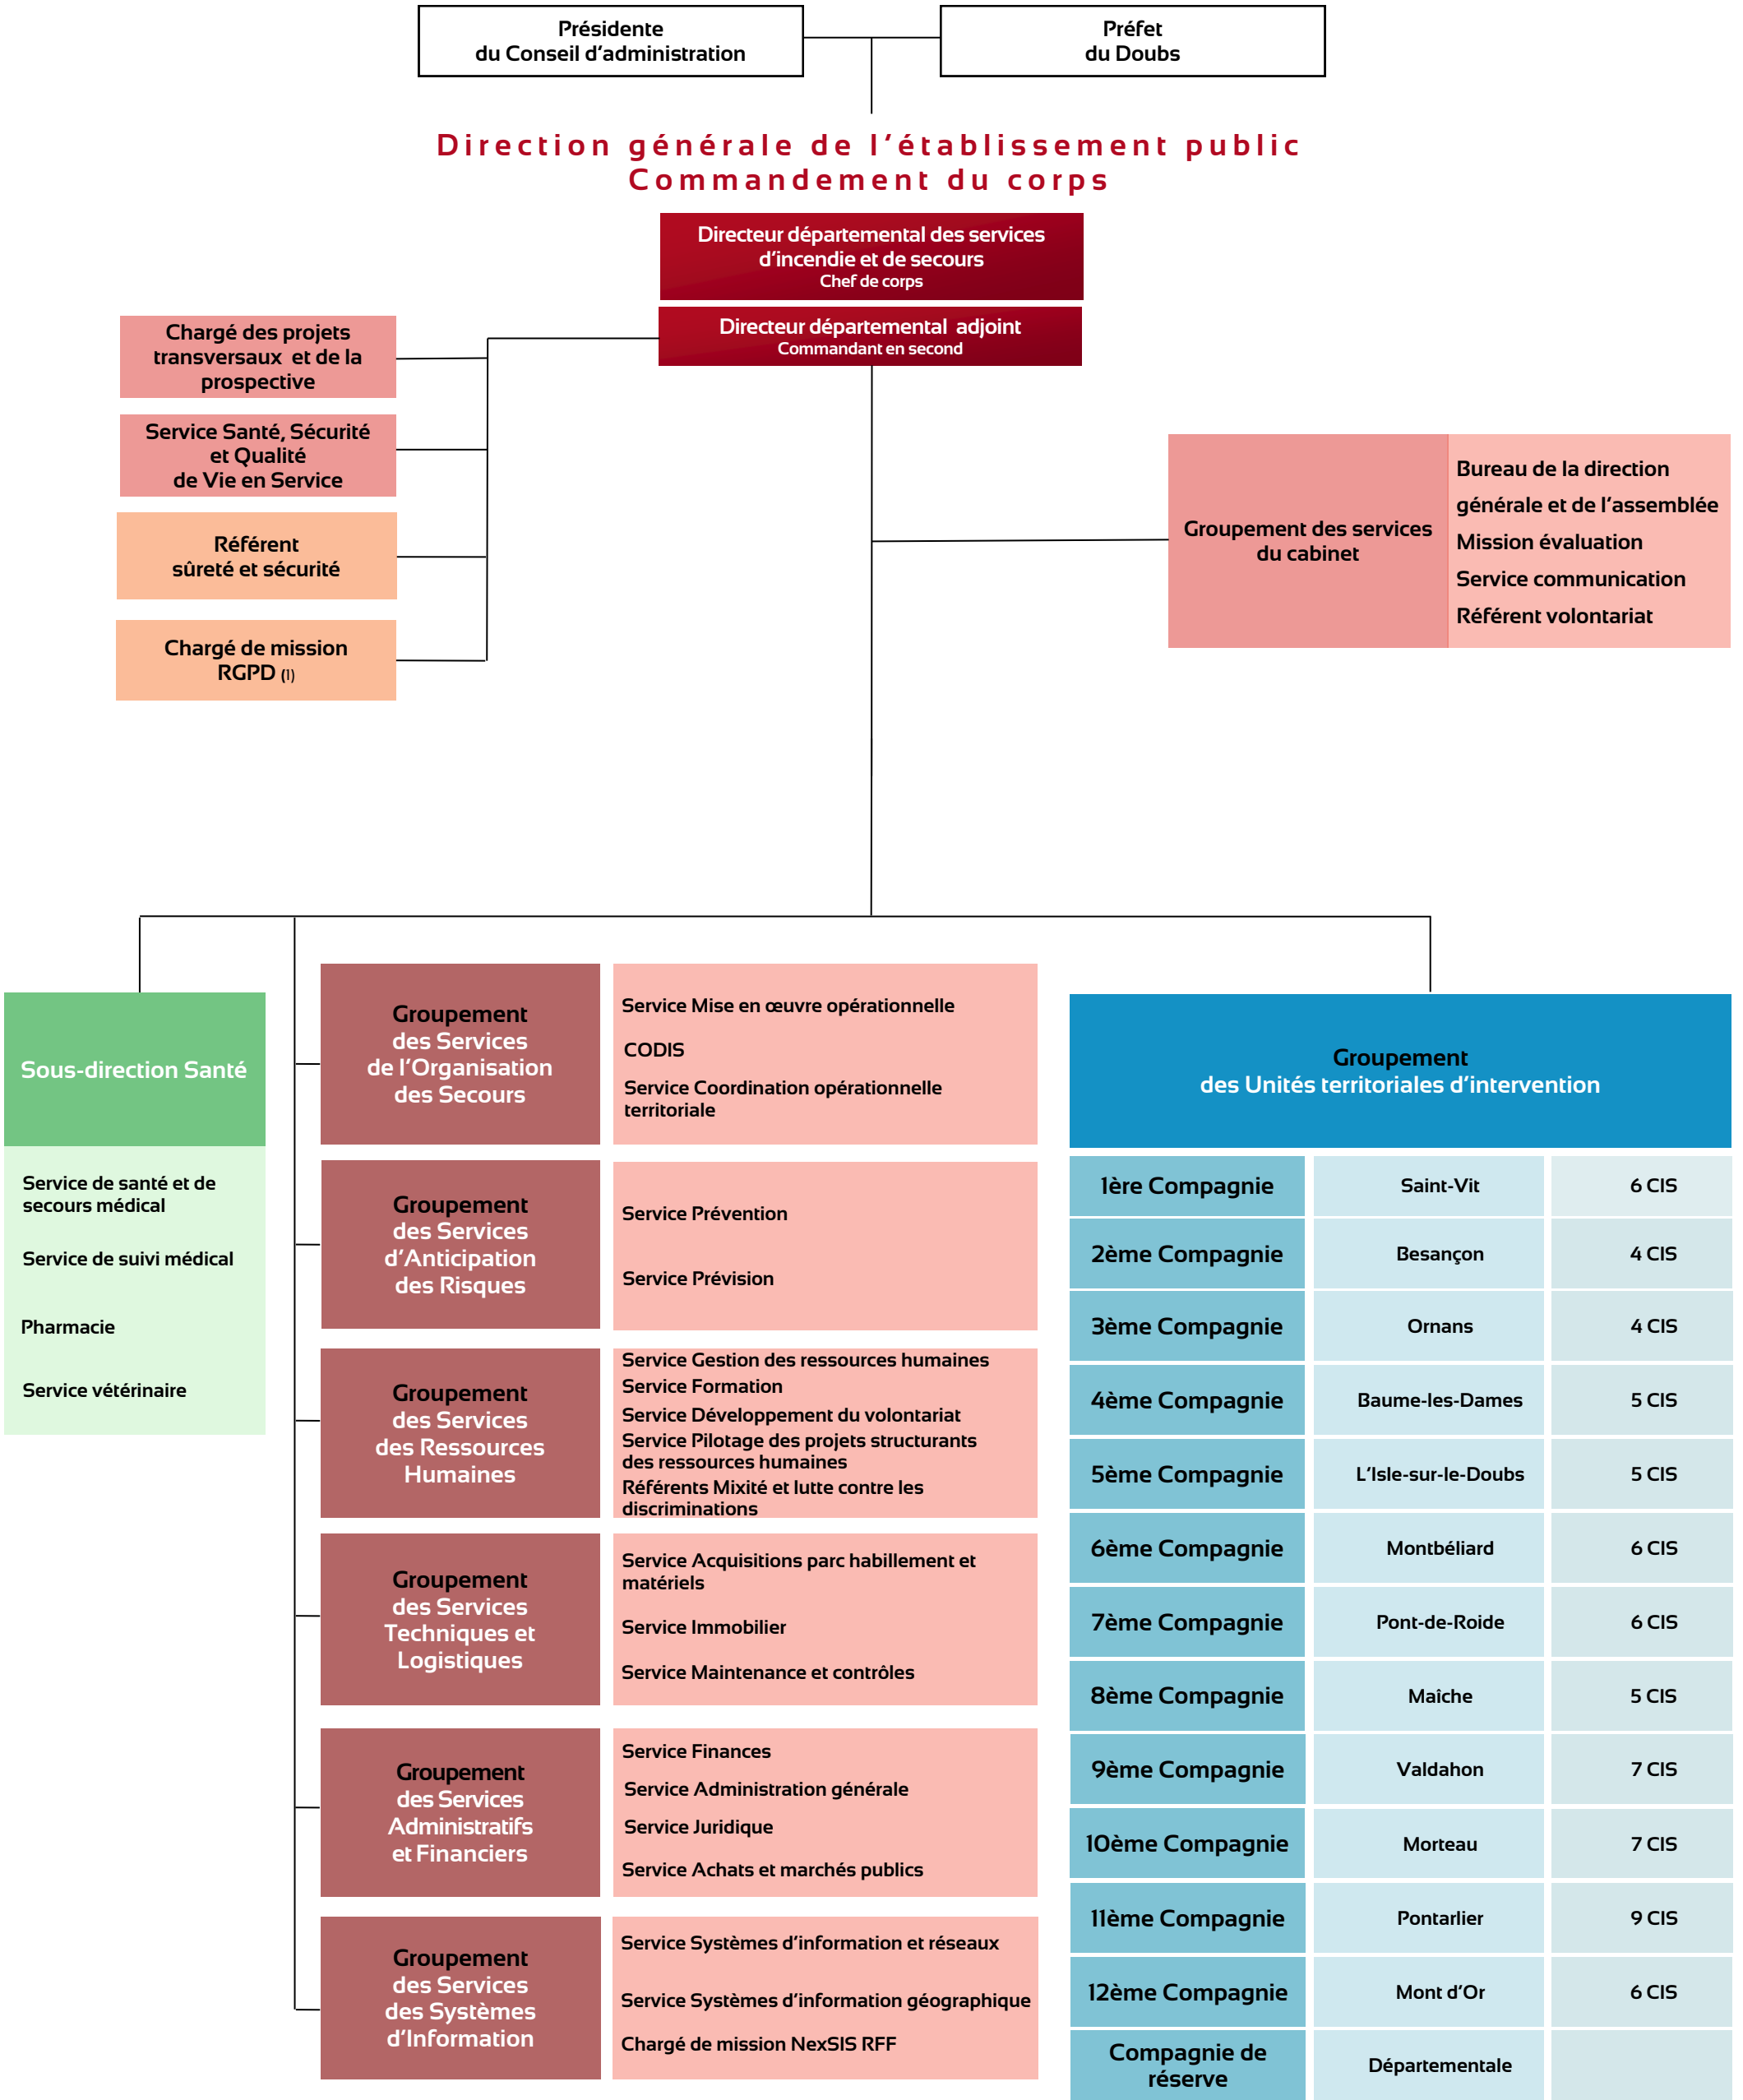 Présidente
du Conseil d'administration
Préfet
du Doubs
Direction générale de l'établissement public
Commandement du corps
Directeur départemental des services
d'incendie et de secours
Chef de corps
Directeur départemental adjoint
Commandant en second
Chargé des projets
transversaux et de la
prospective
Service Santé, Sécurité
et Qualité
de Vie en Service
Référent
sûreté et sécurité
Chargé de mission
RGPD (1)
Groupement des services
du cabinet
Bureau de la direction
générale et de l'assemblée
Mission évaluation
Service communication
Référent volontariat
Sous-direction Santé
Service de santé et de
secours médical
Service de suivi médical
Pharmacie
Service vétérinaire
Groupement
des Services
de l'Organisation
des Secours
Service Mise en œuvre opérationnelle
CODIS
Service Coordination opérationnelle
territoriale
Groupement
des Services
d'Anticipation
des Risques
Service Prévention
Service Prévision
Groupement
des Services
des Ressources
Humaines
Service Gestion des ressources humaines
Service Formation
Service Développement du volontariat
Service Pilotage des projets structurants
des ressources humaines
Référents Mixité et lutte contre les
discriminations
Groupement
des Services
Techniques et
Logistiques
Service Acquisitions parc habillement et
matériels
Service Immobilier
Service Maintenance et contrôles
Groupement
des Services
Administratifs
et Financiers
Service Finances
Service Administration générale
Service Juridique
Service Achats et marchés publics
Groupement
des Services
des Systèmes
d'Information
Service Systèmes d'information et réseaux
Service Systèmes d'information géographique
Chargé de mission NexSIS RFF
Groupement
des Unités territoriales d'intervention
1ère Compagnie Saint-Vit 6 CIS
2ème Compagnie Besançon 4 CIS
3ème Compagnie Ornans 4 CIS
4ème Compagnie Baume-les-Dames 5 CIS
5ème Compagnie L'Isle-sur-le-Doubs 5 CIS
6ème Compagnie Montbéliard 6 CIS
7ème Compagnie Pont-de-Roide 6 CIS
8ème Compagnie Maîche 5 CIS
9ème Compagnie Valdahon 7 CIS
10ème Compagnie Morteau 7 CIS
11ème Compagnie Pontarlier 9 CIS
12ème Compagnie Mont d'Or 6 CIS
Compagnie de
réserve
Départementale